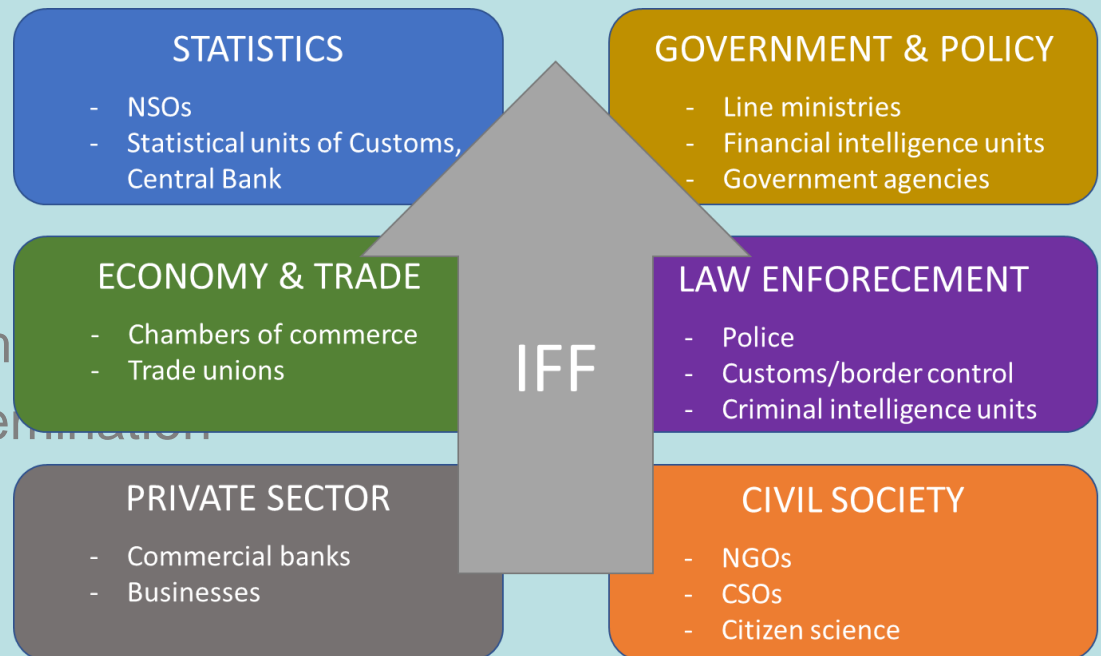 STATISTICS
- NSOs
- Statistical units of Customs,
Central Bank
GOVERNMENT & POLICY
- Line ministries
- Financial intelligence units
- Government agencies
ECONOMY & TRADE
- Chambers of commerce
- Trade unions
IFF
LAW ENFORECEMENT
- Police
- Customs/border control
- Criminal intelligence units
PRIVATE SECTOR
- Commercial banks
- Businesses
CIVIL SOCIETY
- NGOs
- CSOs
- Citizen science